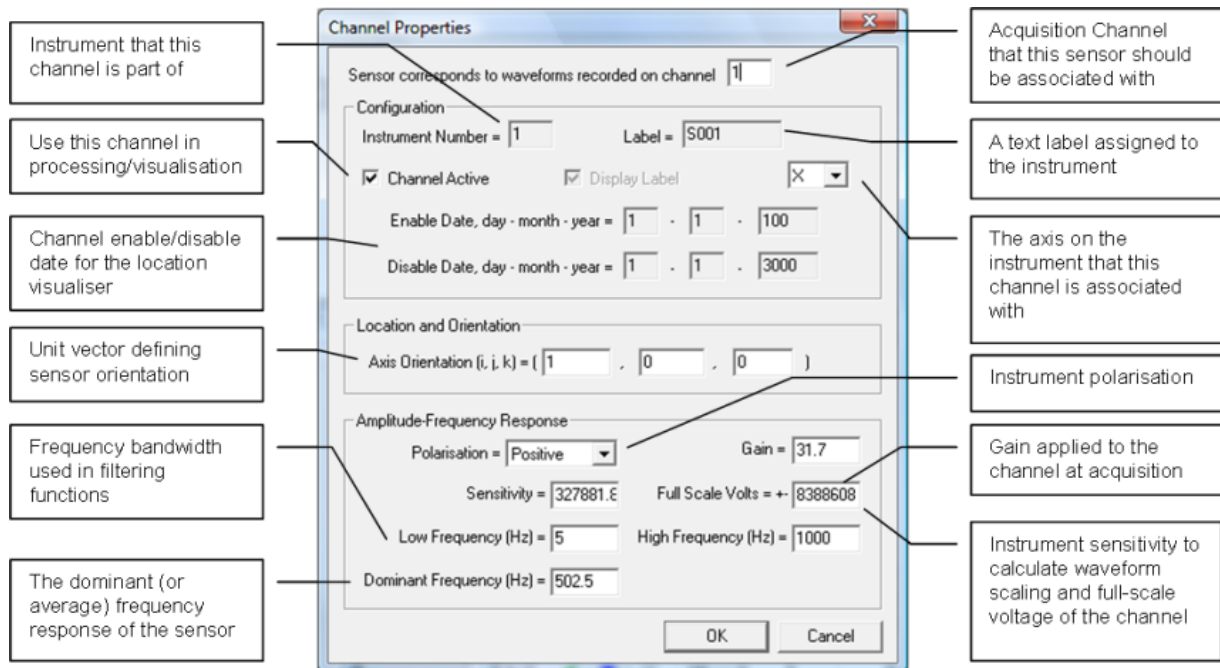 Instrument that this
channel is part of
Use this channel in
processing/visualisation
Channel enable/disable
date for the location
visualiser
Unit vector defining
sensor orientation
Frequency bandwidth
used in filtering
functions
The dominant (or
average) frequency
response of the sensor
Channel Properties
Sensor corresponds to waveforms recorded on channel 1
Configuration
Instrument Number = 1 Label = S001
Channel Active Display Label X
Enable Date, day - month - year = 1 - 1 - 100
Disable Date, day - month - year = 1 - 1 - 3000
Location and Orientation
Axis Orientation (i, j, k) = ( 1 , 0 , 0 )
Amplitude-Frequency Response
Polarisation = Positive Gain = 31.7
Sensitivity = 327881.8 Full Scale Volts = +- 8388608
Low Frequency (Hz) = 5 High Frequency (Hz) = 1000
Dominant Frequency (Hz) = 502.5
OK Cancel
Acquisition Channel
that this sensor should
be associated with
A text label assigned to
the instrument
The axis on the
instrument that this
channel is associated
with
Instrument polarisation
Gain applied to the
channel at acquisition
Instrument sensitivity to
calculate waveform
scaling and full-scale
voltage of the channel